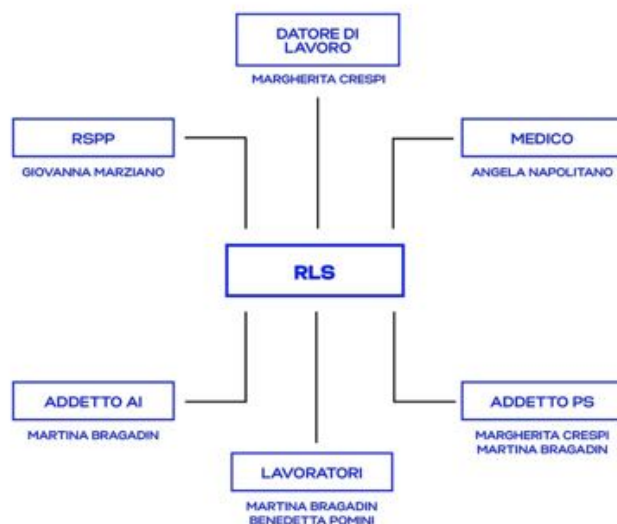 DATORE DI
LAVORO
MARGHERITA CRESPI
RSPP
GIOVANNA MARZIANO
MEDICO
ANGELA NAPOLITANO
RLS
ADDETTO AI
MARTINA BRAGADIN
ADDETTO PS
MARGHERITA CRESPI
MARTINA BRAGADIN
LAVORATORI
MARTINA BRAGADIN
BENEDETTA POMINI